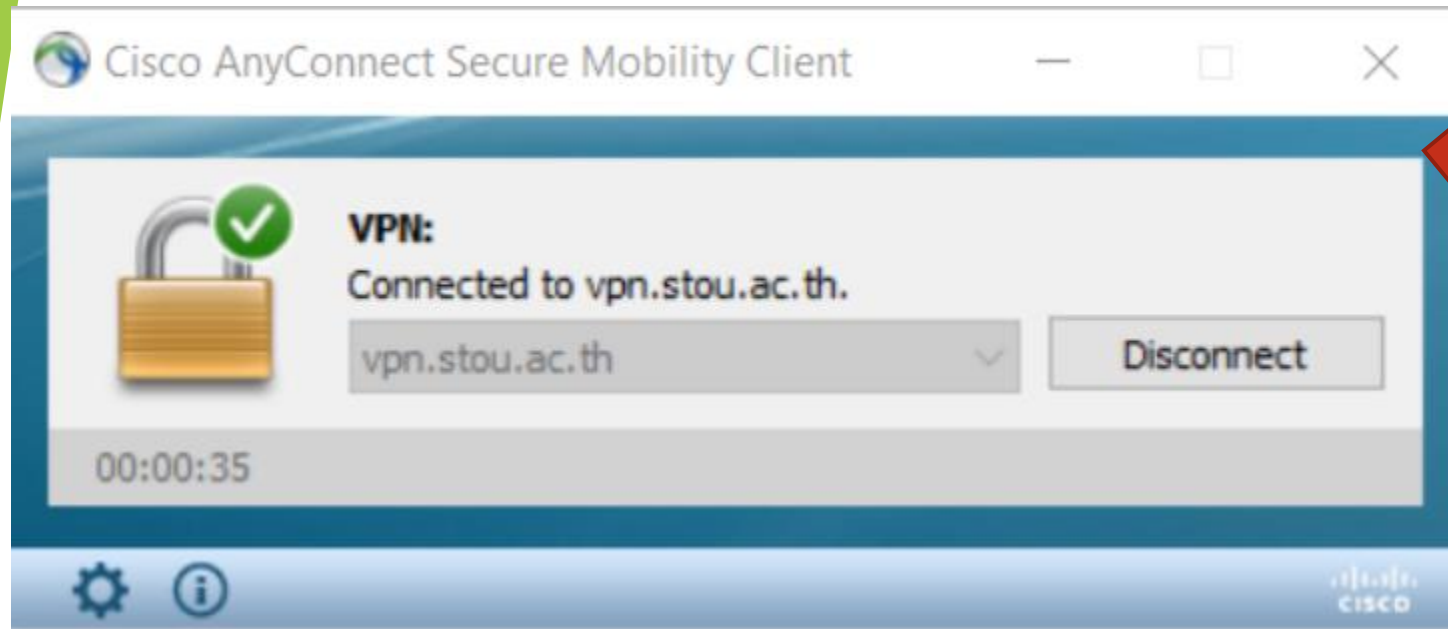 Cisco AnyConnect Secure Mobility Client
VPN:
Connected to vpn.stou.ac.th.
vpn.stou.ac.th
Disconnect
00:00:35
CISCO